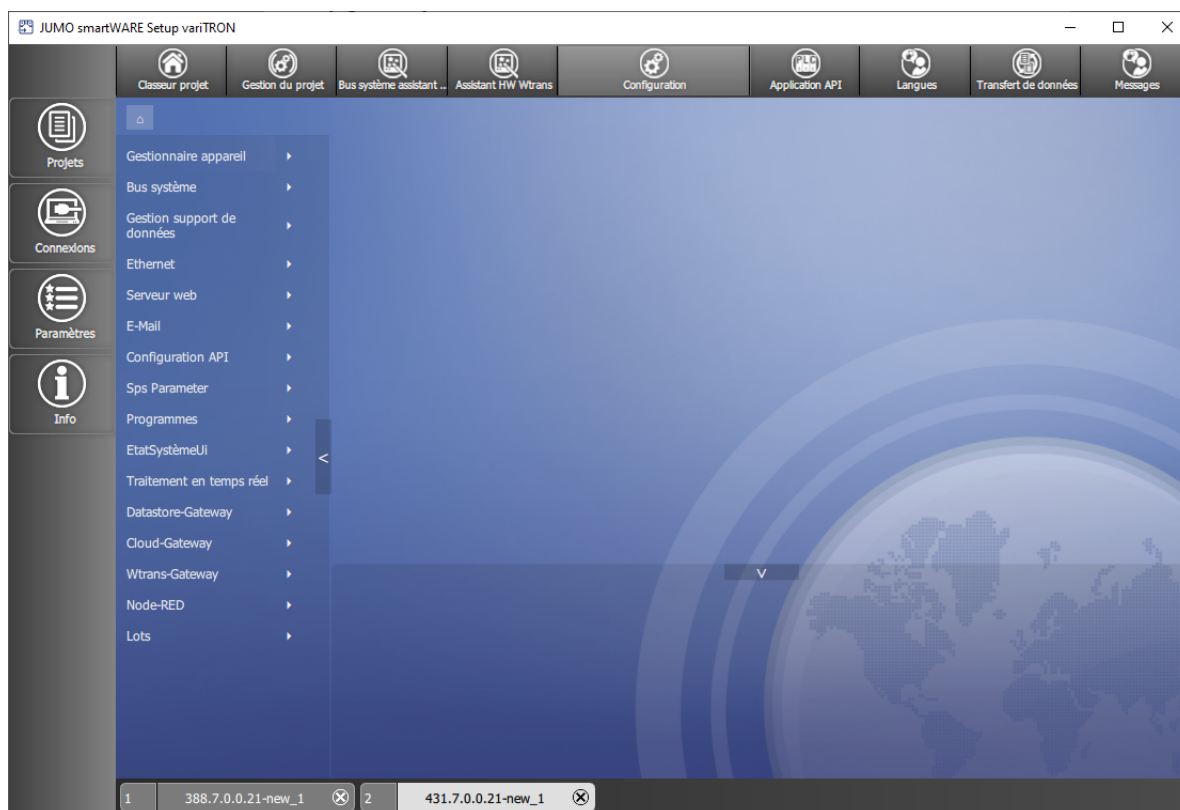 JUMO smartWARE Setup variTRON
Classeur projet
Gestion du projet
Bus système assistant ..
Assistant HW Wtrans
Configuration
Application API
Langues
Transfert de données
Messages
Projets
Connexions
Paramètres
Info
Gestionnaire appareil
Bus système
Gestion support de
données
Ethernet
Serveur web
E-Mail
Configuration API
Sps Parameter
Programmes
EtatSystèmeUi
Traitement en temps réel
Datastore-Gateway
Cloud-Gateway
Wtrans-Gateway
Node-RED
Lots
1 388.7.0.0.21-new_1
2 431.7.0.0.21-new_1